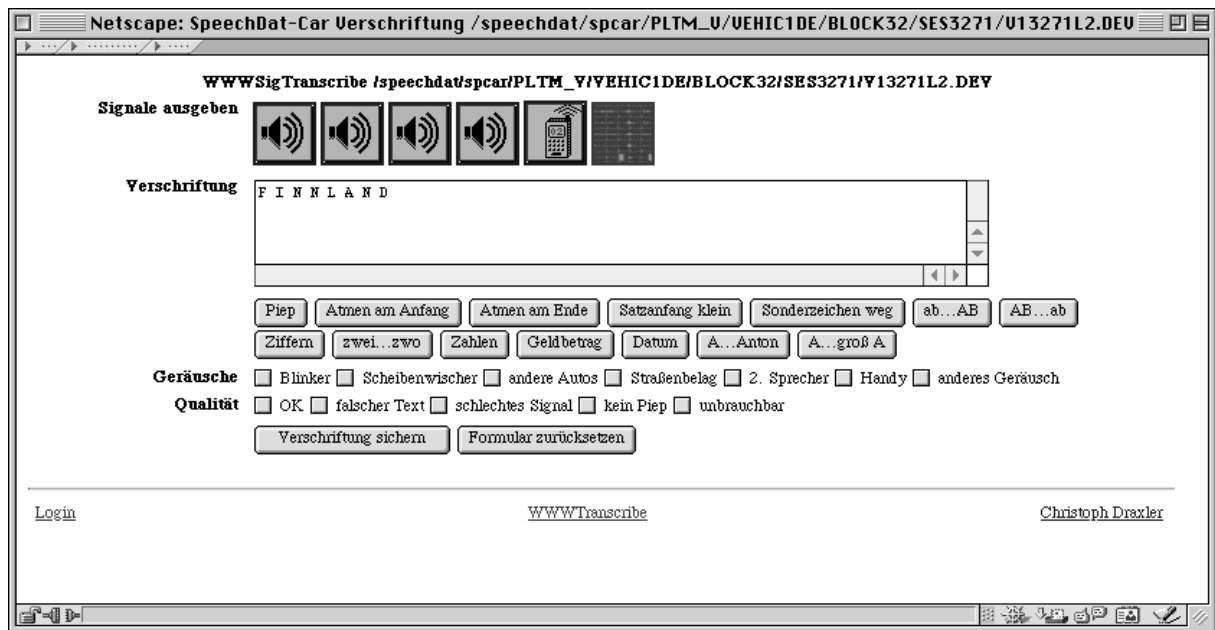 Netscape: SpeechDat-Car Verschriftung /speechdat/spcar/PLTM_V/VEHIC1DE/BLOCK32/SES3271/V13271L2.DEV
WWWSigTranscribe /speechdat/spcar/PLTM_V/VEHIC1DE/BLOCK32/SES3271/V13271L2.DEV
Signale ausgeben
02
Verschriftung
F I N N L A N D
Piep Atmen am Anfang Atmen am Ende Satzanfang klein Sonderzeichen weg ab...AB AB...ab
Ziffern zwei...zwo Zahlen Geldbetrag Datum A...Anton A...groß A
Geräusche Blinker Scheibenwischer andere Autos Straßenbelag 2. Sprecher Handy anderes Geräusch
Qualität OK falscher Text schlechtes Signal kein Piep unbrauchbar
Verschriftung sichern Formular zurücksetzen
Login WWWTranscribe Christoph Draxler